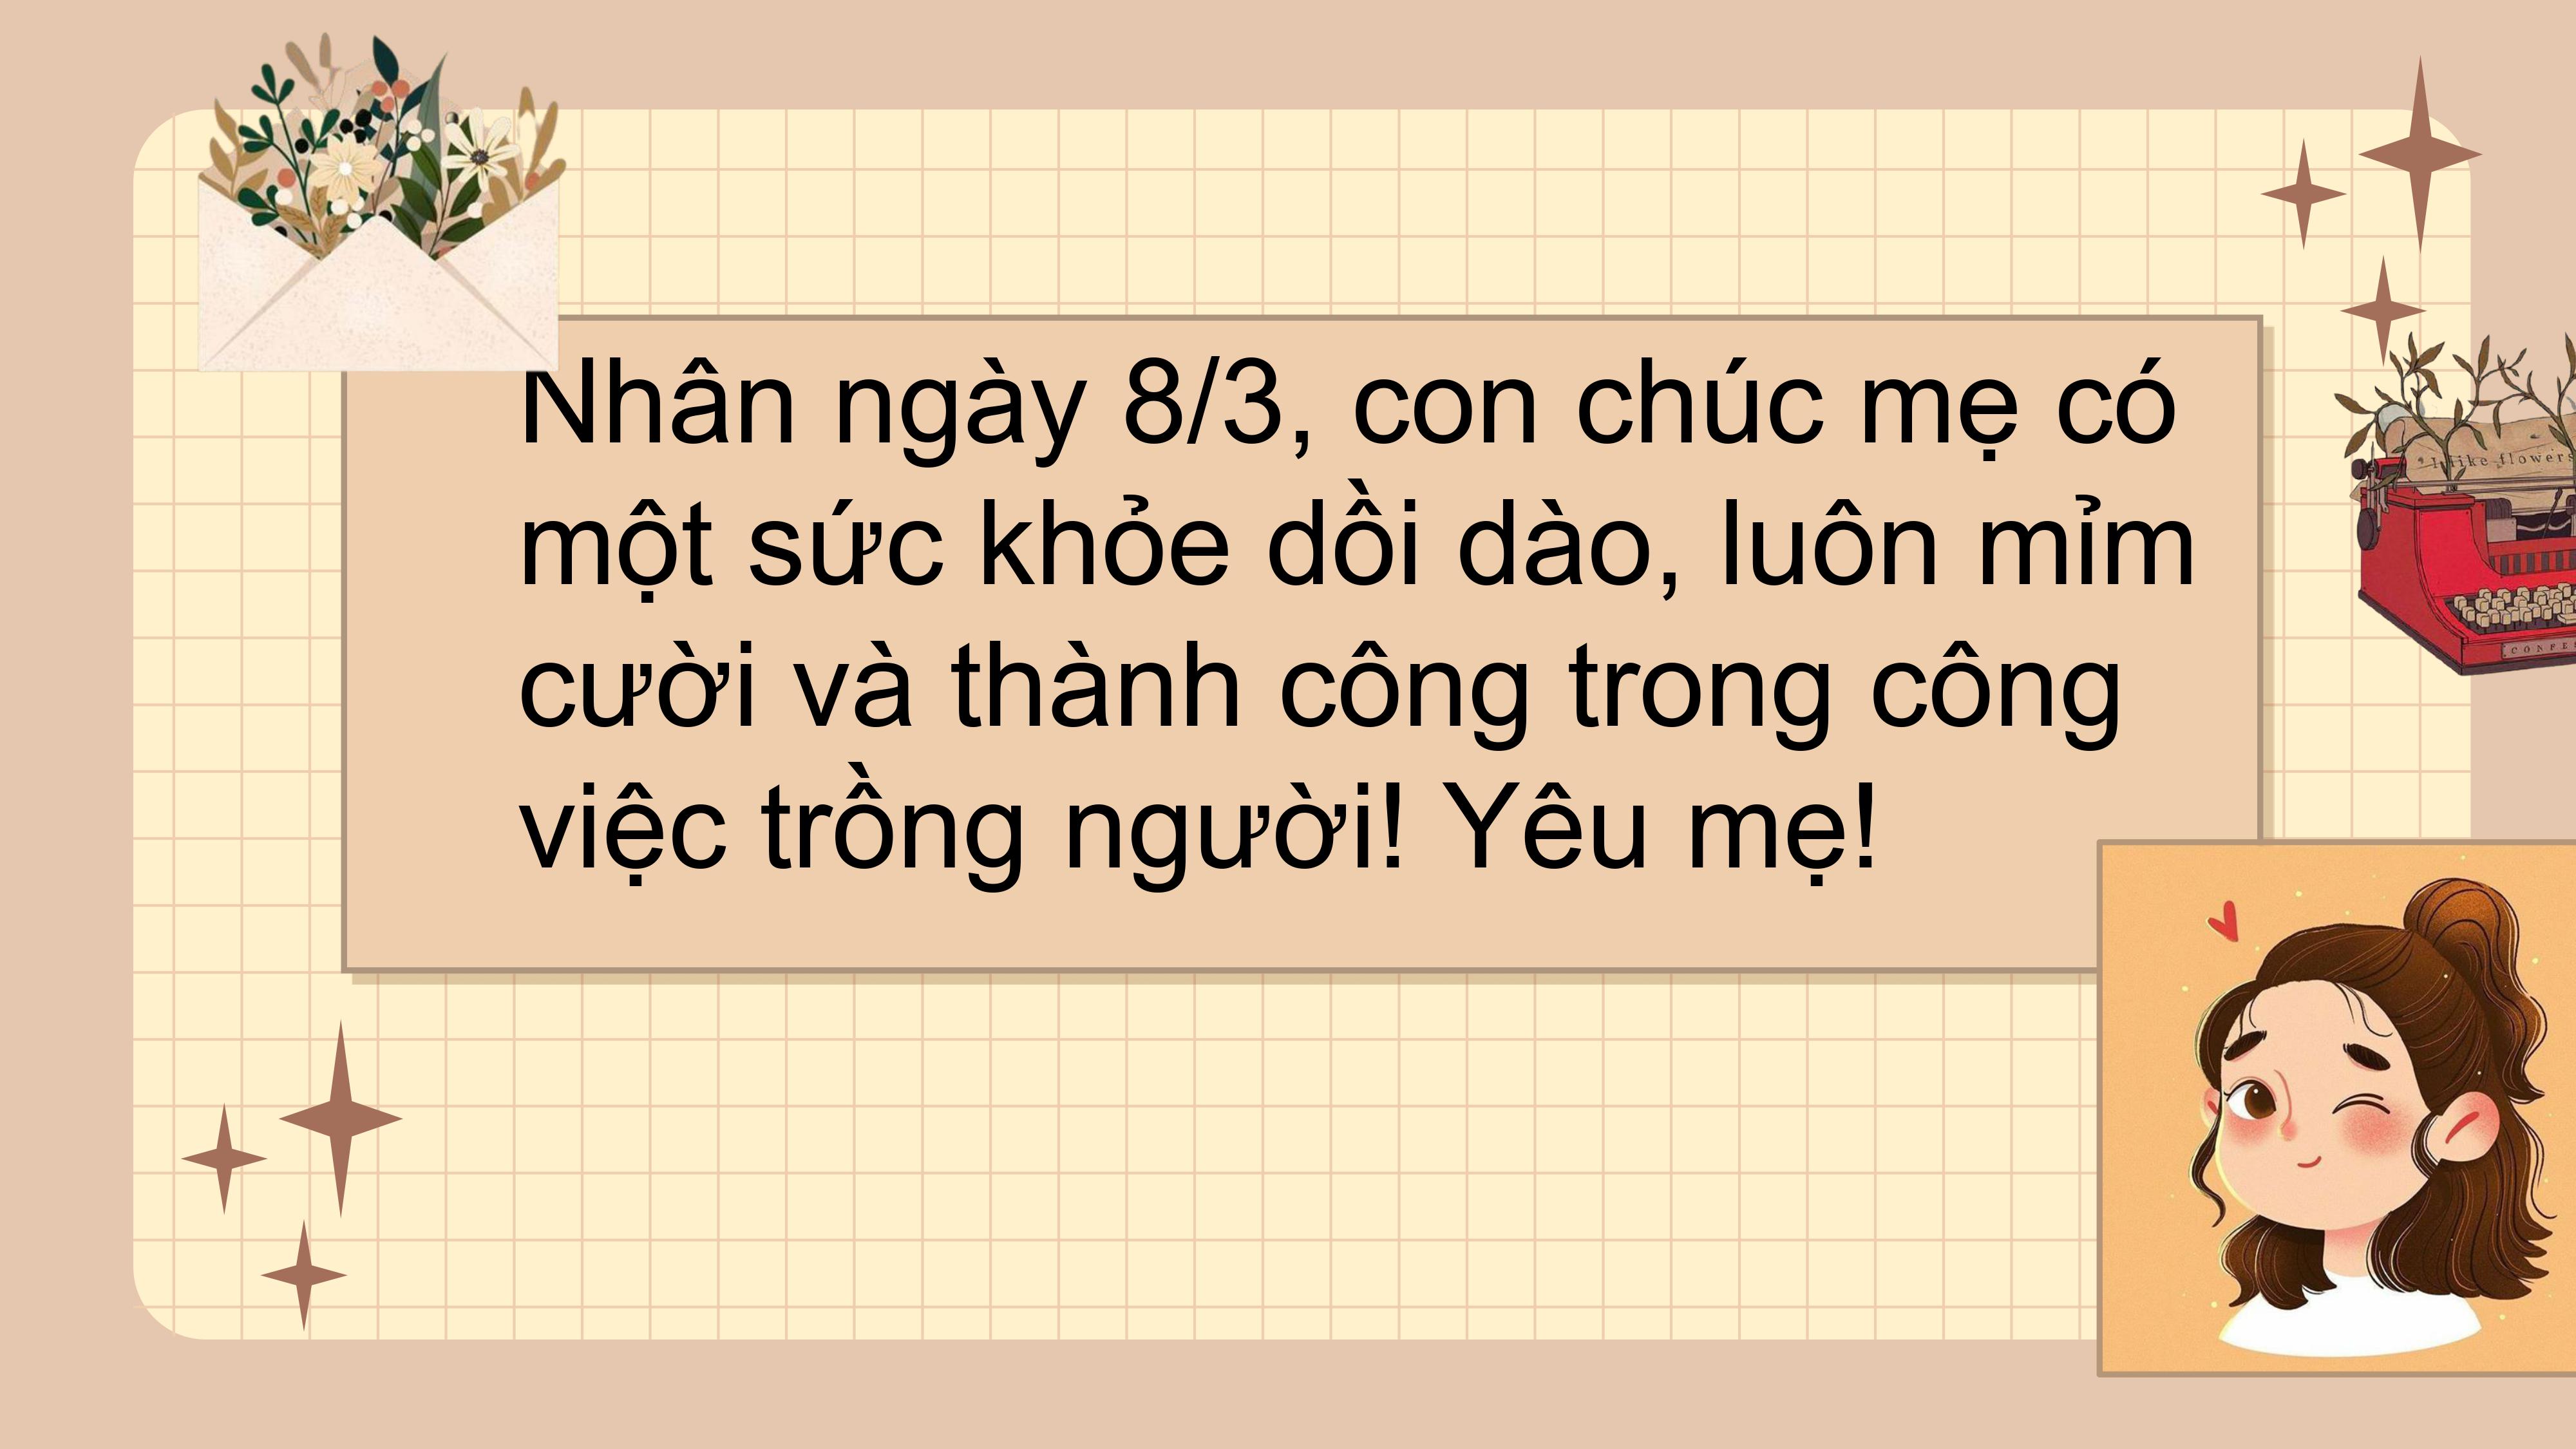 Nhân ngày 8/3, con chúc mẹ có
một sức khỏe dồi dào, luôn mỉm
cười và thành công trong công
việc trồng người! Yêu mẹ!
I like flowers